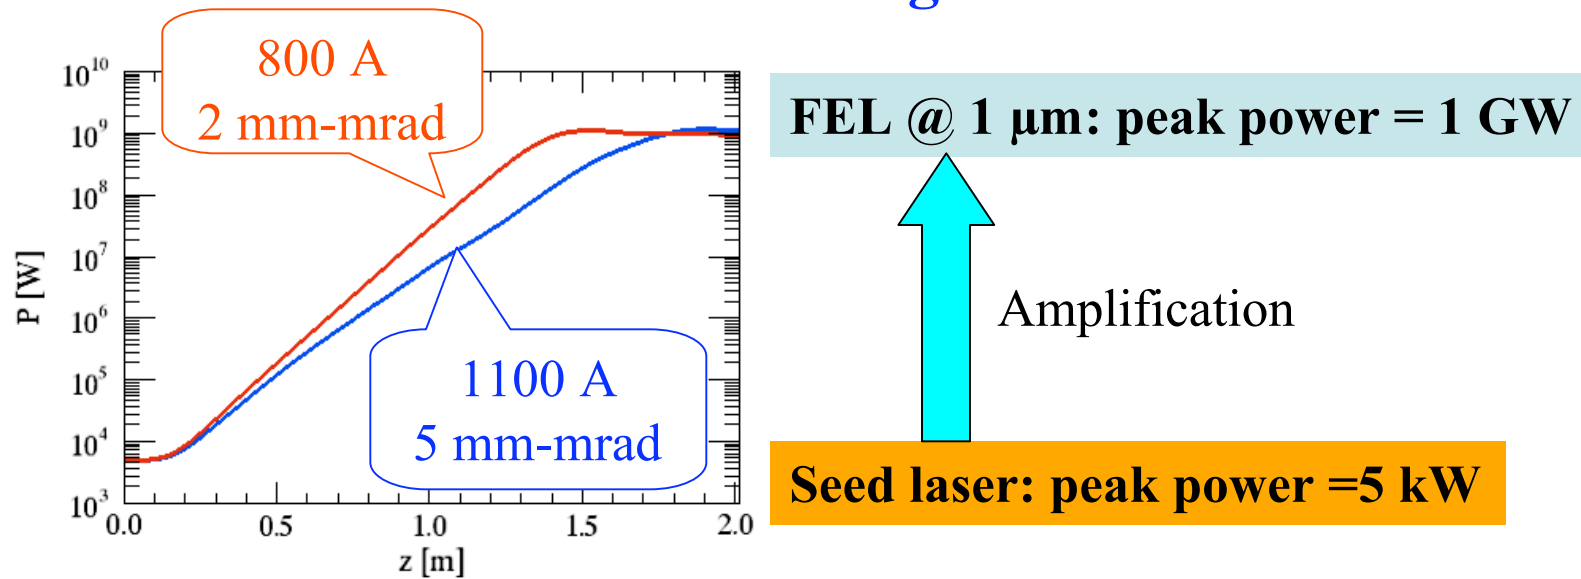 g
800 A
2 mm-mrad
10^10
10^9
10^8
10^7
10^6
10^5
10^4
10^3
P [W]
1100 A
5 mm-mrad
0.0 0.5 1.0 1.5 2.0
z [m]
FEL @ 1 μm: peak power = 1 GW
Amplification
Seed laser: peak power =5 kW